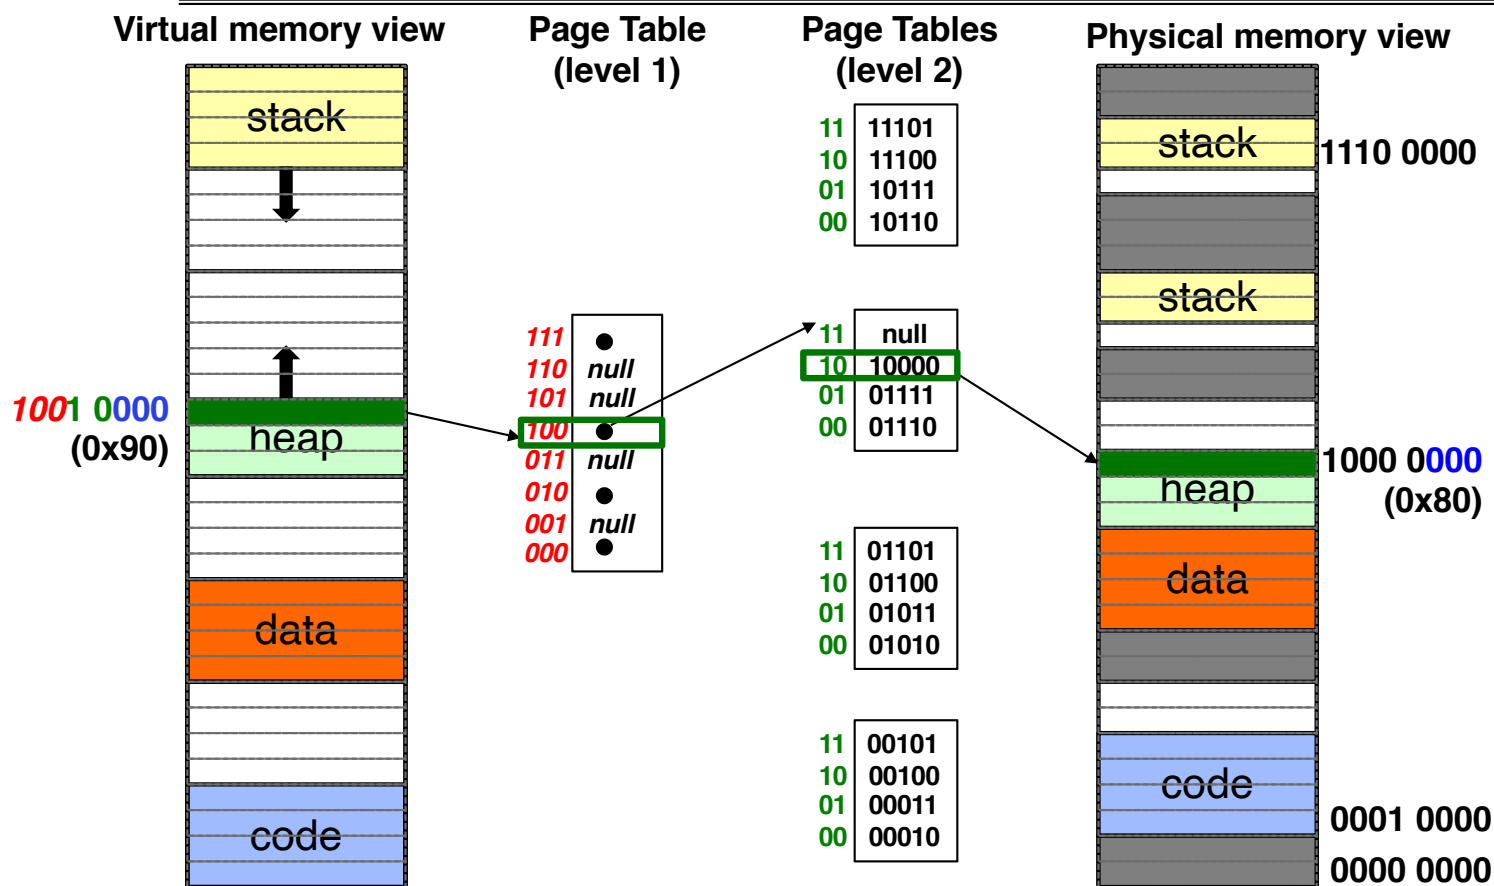 Virtual memory view
Page Table
(level 1)
Page Tables
(level 2)
Physical memory view
stack
heap
data
code
1001 0000
(0x90)
111
110 null
101 null
100
011 null
010
001 null
000
11 11101
10 11100
01 10111
00 10110
11 null
10 10000
01 01111
00 01110
11 01101
10 01100
01 01011
00 01010
11 00101
10 00100
01 00011
00 00010
stack
1110 0000
stack
1000 0000
(0x80)
heap
data
code
0001 0000
0000 0000